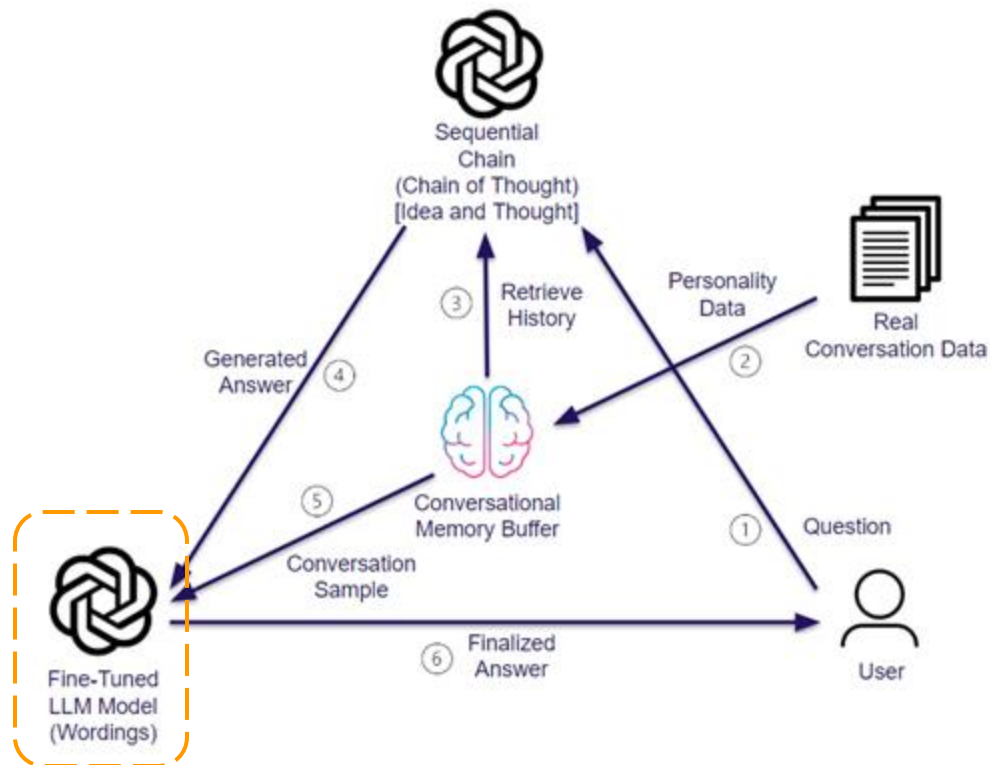 Sequential
Chain
(Chain of Thought)
[Idea and Thought]
3
Retrieve
History
Personality
Data
2
Real
Conversation Data
Generated
Answer
4
5
Conversation
Sample
Conversational
Memory Buffer
1
Question
Fine-Tuned
LLM Model
(Wordings)
6
Finalized
Answer
User